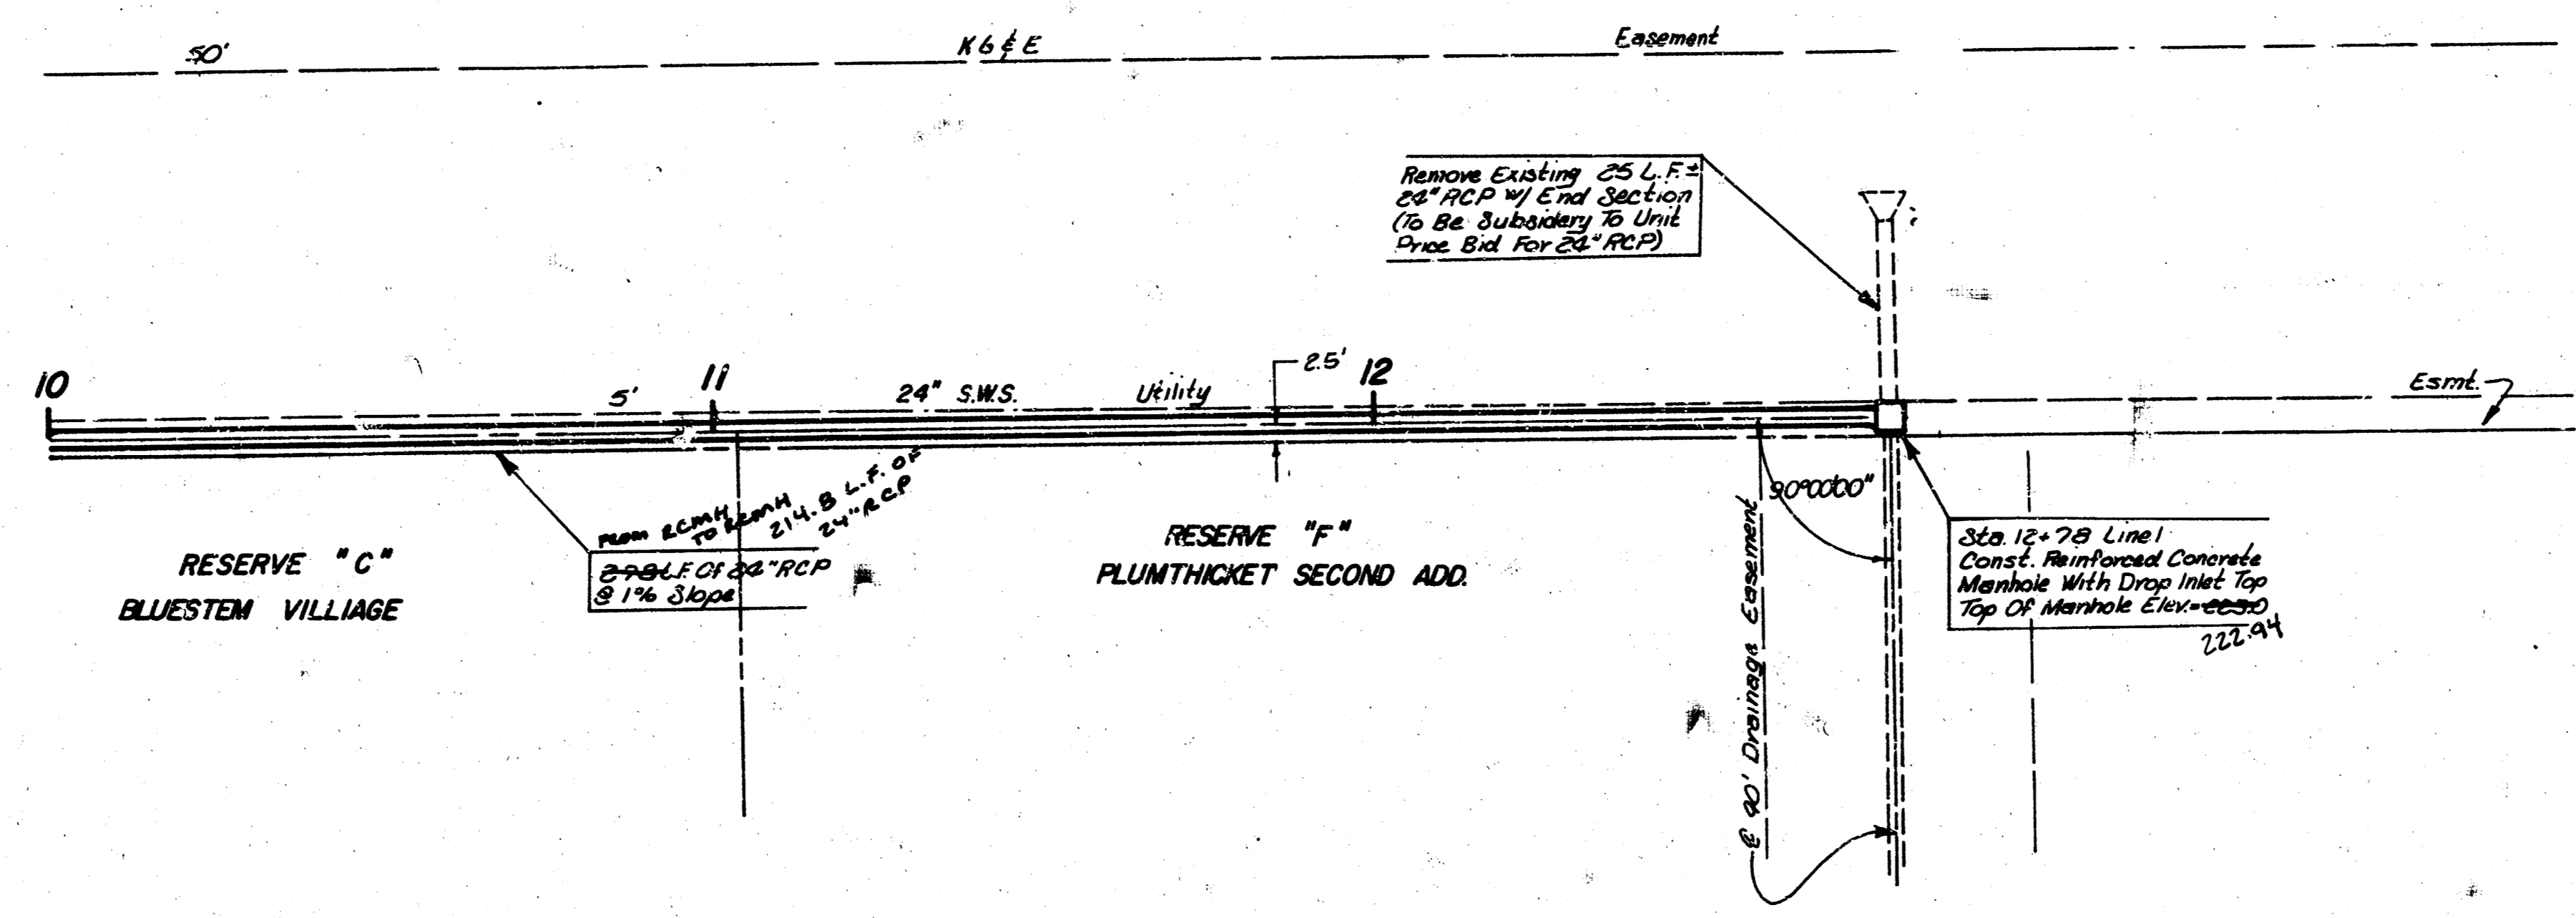 50'
KG & E
Easement
Remove Existing 25 L.F.±
24" RCP W/ End Section
(To Be Subsidery To Unit
Price Bid For 24" RCP)
10
5'
11
24" S.W.S.
Utility
2.5'
12
Esmt.
FROM RCMH
TO RCMH
214.8 L.F. OF
24" RCP
298 L.F. Of 24" RCP
@ 1% Slope
RESERVE "C"
BLUESTEM VILLIAGE
RESERVE "F"
PLUMTHICKET SECOND ADD.
90°00'00"
Drainage Easement
Sta. 12+78 Line 1
Const. Reinforced Concrete
Manhole With Drop Inlet Top
Top Of Manhole Elev.=
222.94